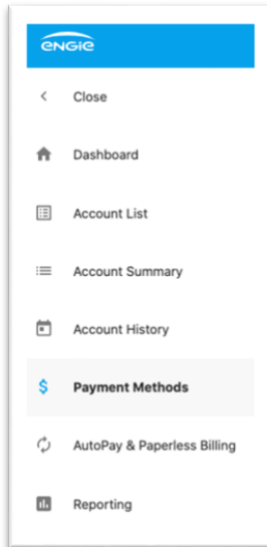 ENGIE
Close
Dashboard
Account List
Account Summary
Account History
$ Payment Methods
AutoPay & Paperless Billing
Reporting